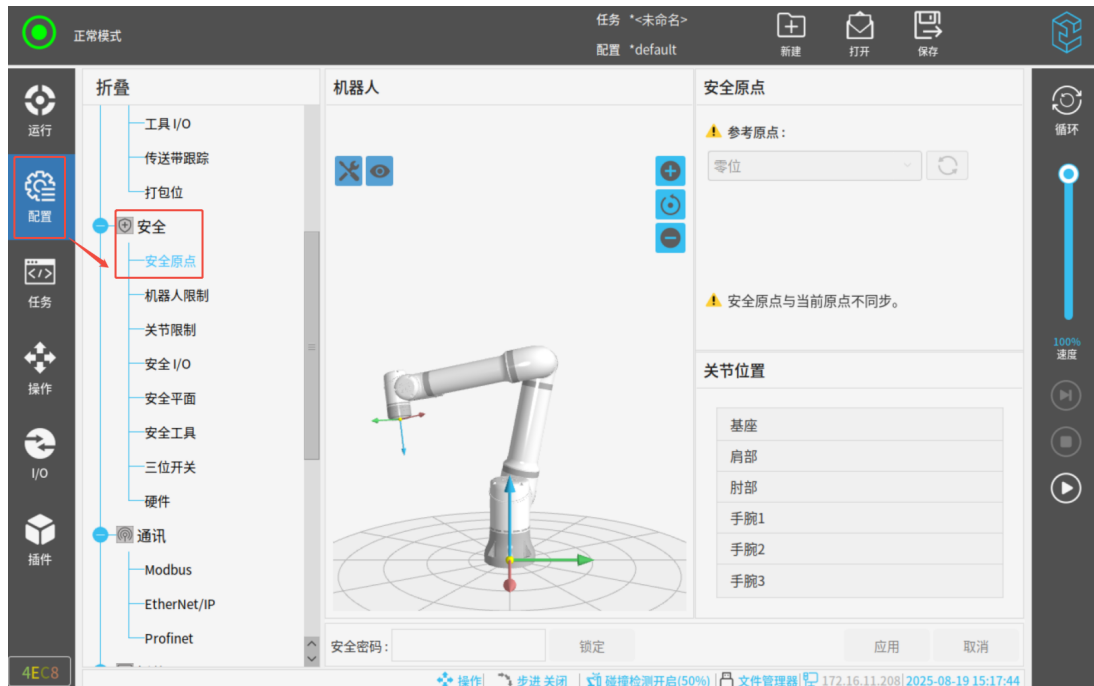 正常模式
任务 *<未命名>
配置 *default
新建
打开
保存
运行
配置
任务
操作
I/O
插件
4EC8
折叠
工具 I/O
传送带跟踪
打包位
安全
安全原点
机器人限制
关节限制
安全 I/O
安全平面
安全工具
三位开关
硬件
通讯
Modbus
EtherNet/IP
Profinet
机器人
安全原点
参考原点:
零位
安全原点与当前原点不同步。
关节位置
基座
肩部
肘部
手腕1
手腕2
手腕3
安全密码:
锁定
应用
取消
操作
步进 关闭
碰撞检测开启(50%)
文件管理器
172.16.11.208
2025-08-19 15:17:44
循环
100%
速度